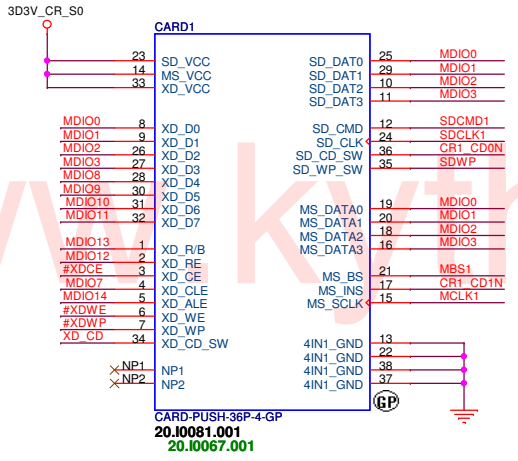 3D3V_CR_S0
CARD1
23 SD_VCC SD_DAT0 25 MDIO0
14 MS_VCC SD_DAT1 29 MDIO1
33 XD_VCC SD_DAT2 10 MDIO2
SD_DAT3 11 MDIO3
MDIO0 8 XD_D0 SD_CMD 12 SDCMD1
MDIO1 9 XD_D1 SD_CLK 24 SDCLK1
MDIO2 26 XD_D2 SD_CD_SW 36 CR1_CD0N
MDIO3 27 XD_D3 SD_WP_SW 35 SDWP
MDIO8 28 XD_D4
MDIO9 30 XD_D5
MDIO10 31 XD_D6 MS_DATA0 19 MDIO0
MDIO11 32 XD_D7 MS_DATA1 20 MDIO1
MS_DATA2 18 MDIO2
MDIO13 1 XD_R/B MS_DATA3 16 MDIO3
MDIO12 2 XD_RE
#XDCE 3 XD_CE MS_BS 21 MBS1
MDIO7 4 XD_CLE MS_INS 17 CR1_CD1N
MDIO14 5 XD_ALE MS_SCLK 15 MCLK1
#XDWE 6 XD_WE
#XDWP 7 XD_WP
XD_CD 34 XD_CD_SW 4IN1_GND 13
4IN1_GND 22
NP1 NP1 4IN1_GND 38
NP2 NP2 4IN1_GND 37
GP
CARD-PUSH-36P-4-GP
20.I0081.001
20.I0067.001
www.kyth